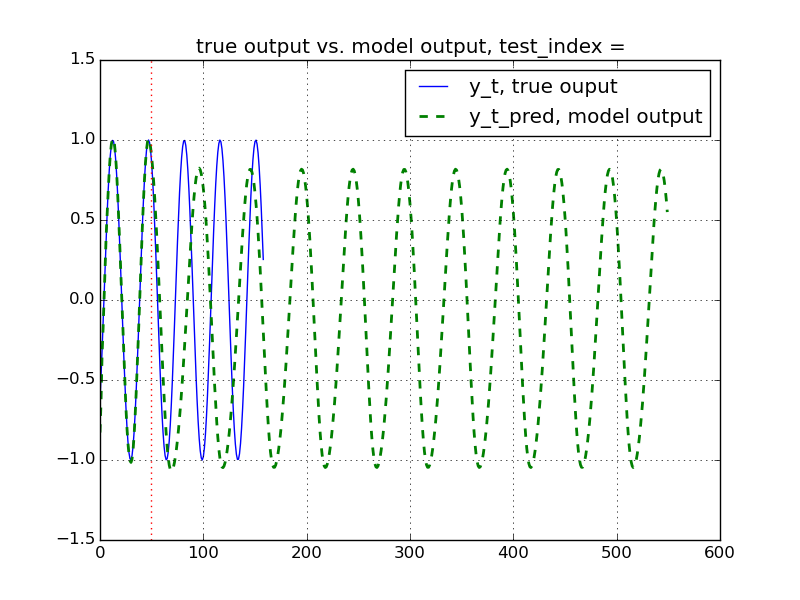 true output vs. model output, test_index =
y_t, true ouput
y_t_pred, model output
1.5
1.0
0.5
0.0
−0.5
−1.0
−1.5
0 100 200 300 400 500 600